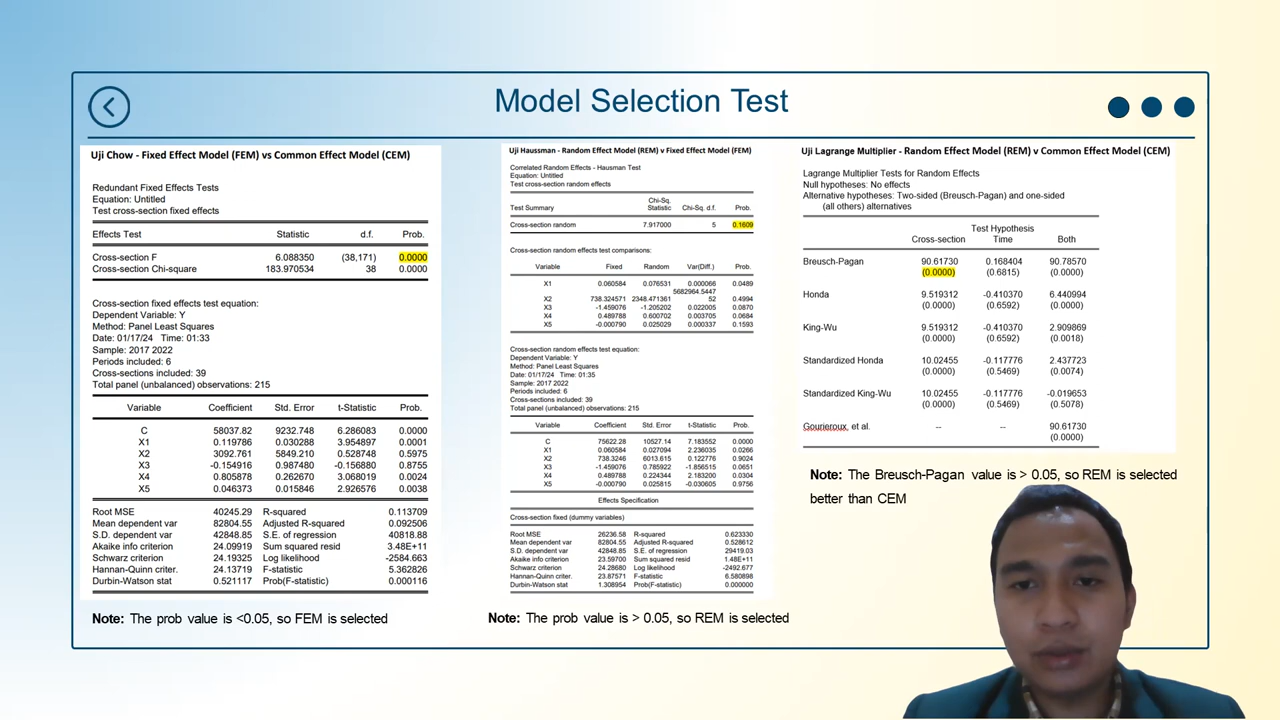 Model Selection Test
Uji Chow - Fixed Effect Model (FEM) vs Common Effect Model (CEM)
Redundant Fixed Effects Tests
Equation: Untitled
Test cross-section fixed effects
Effects Test Statistic d.f. Prob.
Cross-section F 6.088350 (38,171) 0.0000
Cross-section Chi-square 183.970534 38 0.0000
Cross-section fixed effects test equation:
Dependent Variable: Y
Method: Panel Least Squares
Date: 01/17/24 Time: 01:33
Sample: 2017 2022
Periods included: 6
Cross-sections included: 39
Total panel (unbalanced) observations: 215
Variable Coefficient Std. Error t-Statistic Prob.
C 58037.82 9232.748 6.286083 0.0000
X1 0.119786 0.030288 3.954897 0.0001
X2 3092.761 5849.210 0.528748 0.5975
X3 -0.154916 0.987480 -0.156880 0.8755
X4 0.805878 0.262670 3.068019 0.0024
X5 0.046373 0.015846 2.926576 0.0038
Root MSE 40245.29 R-squared 0.113709
Mean dependent var 82804.55 Adjusted R-squared 0.092506
S.D. dependent var 42848.85 S.E. of regression 40818.88
Akaike info criterion 24.09919 Sum squared resid 3.48E+11
Schwarz criterion 24.19325 Log likelihood -2584.663
Hannan-Quinn criter. 24.13719 F-statistic 5.362826
Durbin-Watson stat 0.521117 Prob(F-statistic) 0.000116
Note: The prob value is <0.05, so FEM is selected
Uji Haussman - Random Effect Model (REM) v Fixed Effect Model (FEM)
Correlated Random Effects - Hausman Test
Equation: Untitled
Test cross-section random effects
Test Summary Chi-Sq. Statistic Chi-Sq. d.f. Prob.
Cross-section random 7.917000 5 0.1609
Cross-section random effects test comparisons:
Variable Fixed Random Var(Diff.) Prob.
X1 0.060584 0.076531 0.000066 0.0489
5682964.5447
X2 738.324571 2348.471361 52 0.4994
X3 -1.459076 -1.205202 0.022005 0.0870
X4 0.489788 0.600702 0.003705 0.0684
X5 -0.000790 0.025029 0.000337 0.1593
Cross-section random effects test equation:
Dependent Variable: Y
Method: Panel Least Squares
Date: 01/17/24 Time: 01:35
Sample: 2017 2022
Periods included: 6
Cross-sections included: 39
Total panel (unbalanced) observations: 215
Variable Coefficient Std. Error t-Statistic Prob.
C 75622.28 10527.14 7.183552 0.0000
X1 0.060584 0.027094 2.236035 0.0266
X2 738.3246 6013.615 0.122776 0.9024
X3 -1.459076 0.785922 -1.856515 0.0651
X4 0.489788 0.224344 2.183200 0.0304
X5 -0.000790 0.025815 -0.030605 0.9756
Effects Specification
Cross-section fixed (dummy variables)
Root MSE 26236.58 R-squared 0.623330
Mean dependent var 82804.55 Adjusted R-squared 0.528612
S.D. dependent var 42848.85 S.E. of regression 29419.03
Akaike info criterion 23.59700 Sum squared resid 1.48E+11
Schwarz criterion 24.28680 Log likelihood -2492.677
Hannan-Quinn criter. 23.87571 F-statistic 6.580898
Durbin-Watson stat 1.308954 Prob(F-statistic) 0.000000
Note: The prob value is > 0.05, so REM is selected
Uji Lagrange Multiplier - Random Effect Model (REM) v Common Effect Model (CEM)
Lagrange Multiplier Tests for Random Effects
Null hypotheses: No effects
Alternative hypotheses: Two-sided (Breusch-Pagan) and one-sided
(all others) alternatives
Test Hypothesis
Cross-section Time Both
Breusch-Pagan 90.61730 0.168404 90.78570
(0.0000) (0.6815) (0.0000)
Honda 9.519312 -0.410370 6.440994
(0.0000) (0.6592) (0.0000)
King-Wu 9.519312 -0.410370 2.909869
(0.0000) (0.6592) (0.0018)
Standardized Honda 10.02455 -0.117776 2.437723
(0.0000) (0.5469) (0.0074)
Standardized King-Wu 10.02455 -0.117776 -0.019653
(0.0000) (0.5469) (0.5078)
Gourieroux, et al. -- -- 90.61730
(0.0000)
Note: The Breusch-Pagan value is > 0.05, so REM is selected
better than CEM